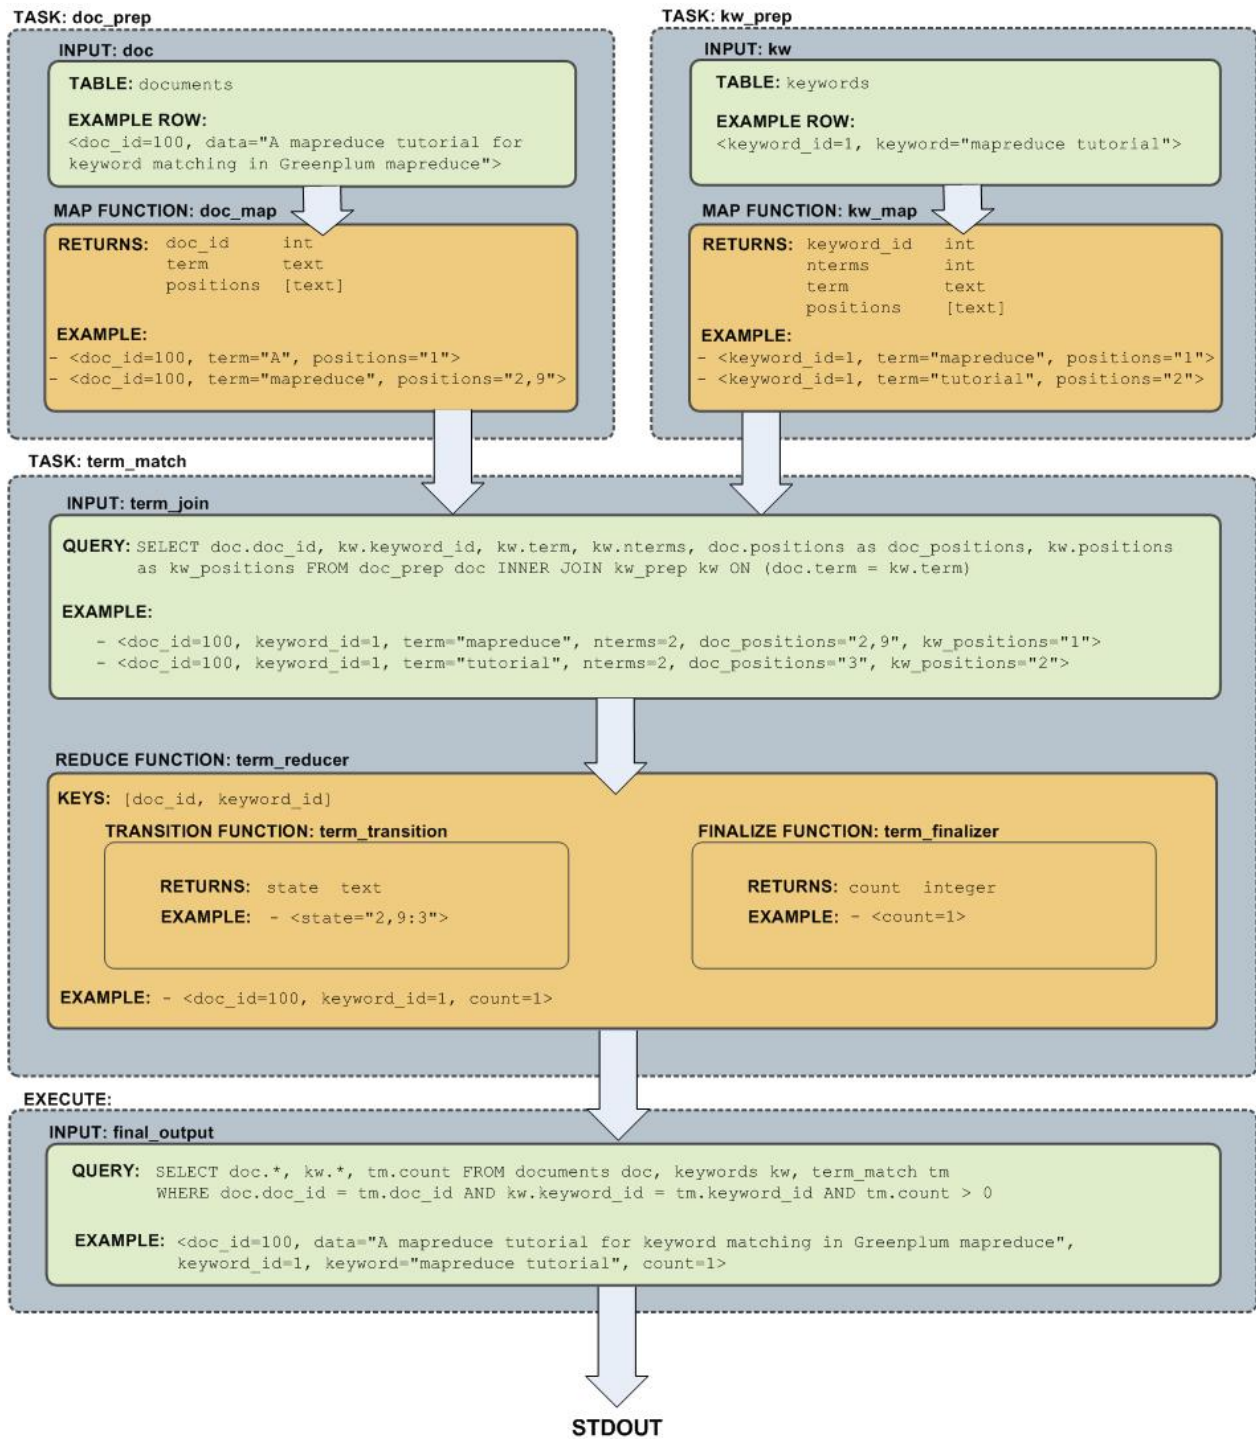 TASK: doc_prep
INPUT: doc
TABLE: documents
EXAMPLE ROW:
<doc_id=100, data="A mapreduce tutorial for
keyword matching in Greenplum mapreduce">
MAP FUNCTION: doc_map
RETURNS: doc_id int
term text
positions [text]
EXAMPLE:
- <doc_id=100, term="A", positions="1">
- <doc_id=100, term="mapreduce", positions="2,9">
TASK: kw_prep
INPUT: kw
TABLE: keywords
EXAMPLE ROW:
<keyword_id=1, keyword="mapreduce tutorial">
MAP FUNCTION: kw_map
RETURNS: keyword_id int
nterms int
term text
positions [text]
EXAMPLE:
- <keyword_id=1, term="mapreduce", positions="1">
- <keyword_id=1, term="tutorial", positions="2">
TASK: term_match
INPUT: term_join
QUERY: SELECT doc.doc_id, kw.keyword_id, kw.term, kw.nterms, doc.positions as doc_positions, kw.positions
as kw_positions FROM doc_prep doc INNER JOIN kw_prep kw ON (doc.term = kw.term)
EXAMPLE:
- <doc_id=100, keyword_id=1, term="mapreduce", nterms=2, doc_positions="2,9", kw_positions="1">
- <doc_id=100, keyword_id=1, term="tutorial", nterms=2, doc_positions="3", kw_positions="2">
REDUCE FUNCTION: term_reducer
KEYS: [doc_id, keyword_id]
TRANSITION FUNCTION: term_transition
RETURNS: state text
EXAMPLE: - <state="2,9:3">
FINALIZE FUNCTION: term_finalizer
RETURNS: count integer
EXAMPLE: - <count=1>
EXAMPLE: - <doc_id=100, keyword_id=1, count=1>
EXECUTE:
INPUT: final_output
QUERY: SELECT doc.*, kw.*, tm.count FROM documents doc, keywords kw, term_match tm
WHERE doc.doc_id = tm.doc_id AND kw.keyword_id = tm.keyword_id AND tm.count > 0
EXAMPLE: <doc_id=100, data="A mapreduce tutorial for keyword matching in Greenplum mapreduce",
keyword_id=1, keyword="mapreduce tutorial", count=1>
STDOUT